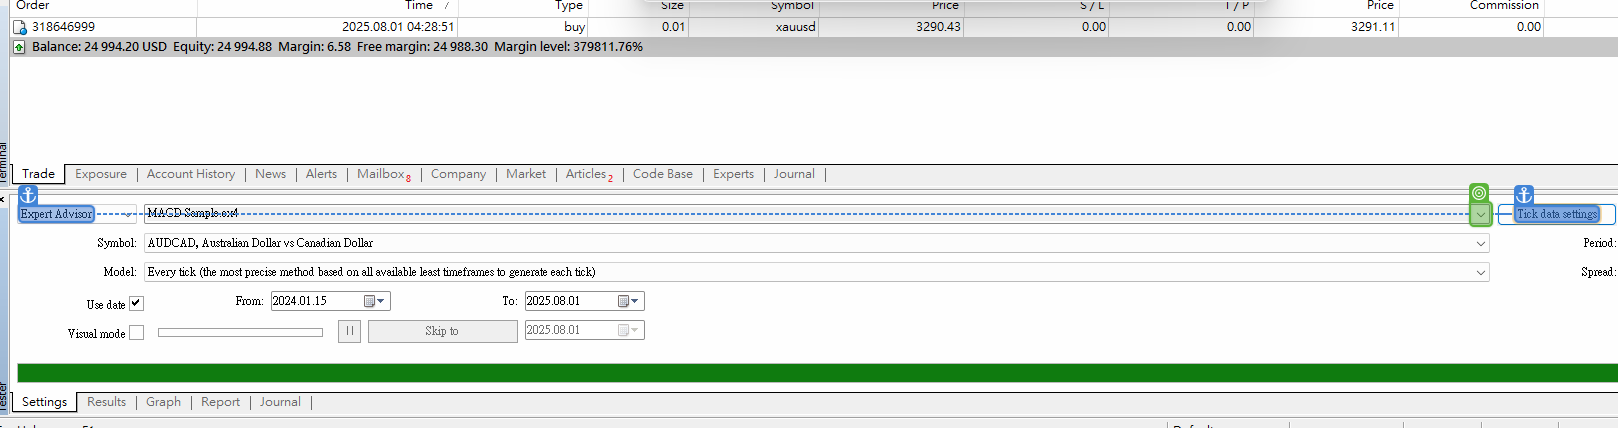 Order Time Type Size Symbol Price S / L T / P Price Commission
318646999 2025.08.01 04:28:51 buy 0.01 xauusd 3290.43 0.00 0.00 3291.11 0.00
Balance: 24 994.20 USD Equity: 24 994.88 Margin: 6.58 Free margin: 24 988.30 Margin level: 379811.76%
Terminal
Trade Exposure Account History News Alerts Mailbox 8 Company Market Articles 2 Code Base Experts Journal
Expert Advisor MACD Sample.ex4 Tick data settings
Symbol: AUDCAD, Australian Dollar vs Canadian Dollar Period:
Model: Every tick (the most precise method based on all available least timeframes to generate each tick) Spread:
Use date From: 2024.01.15 To: 2025.08.01
Visual mode Skip to 2025.08.01
Tester
Settings Results Graph Report Journal